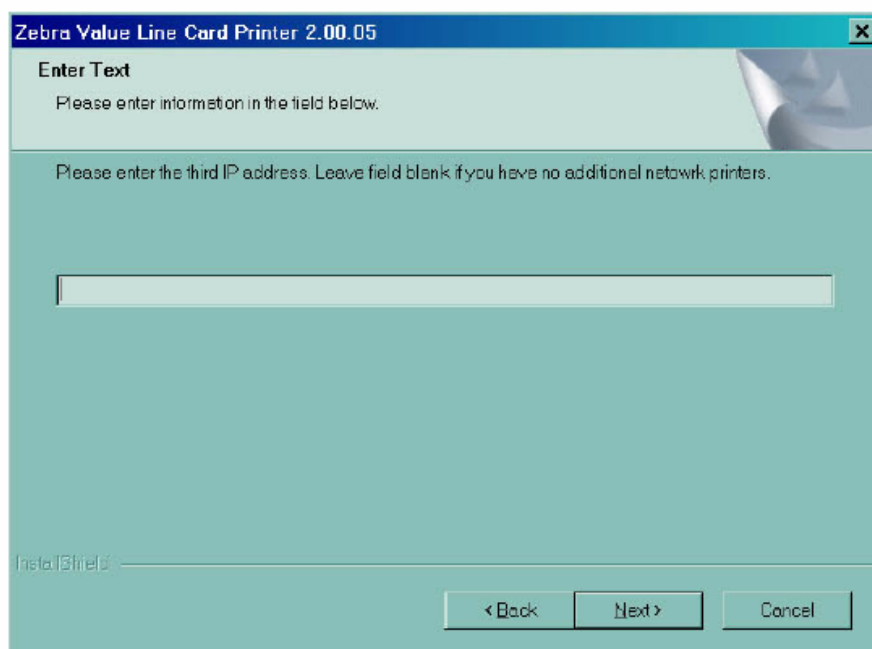 Zebra Value Line Card Printer 2.00.05
Enter Text
Please enter information in the field below.
Please enter the third IP address. Leave field blank if you have no additional netowrk printers.
InstallShield
< Back
Next >
Cancel